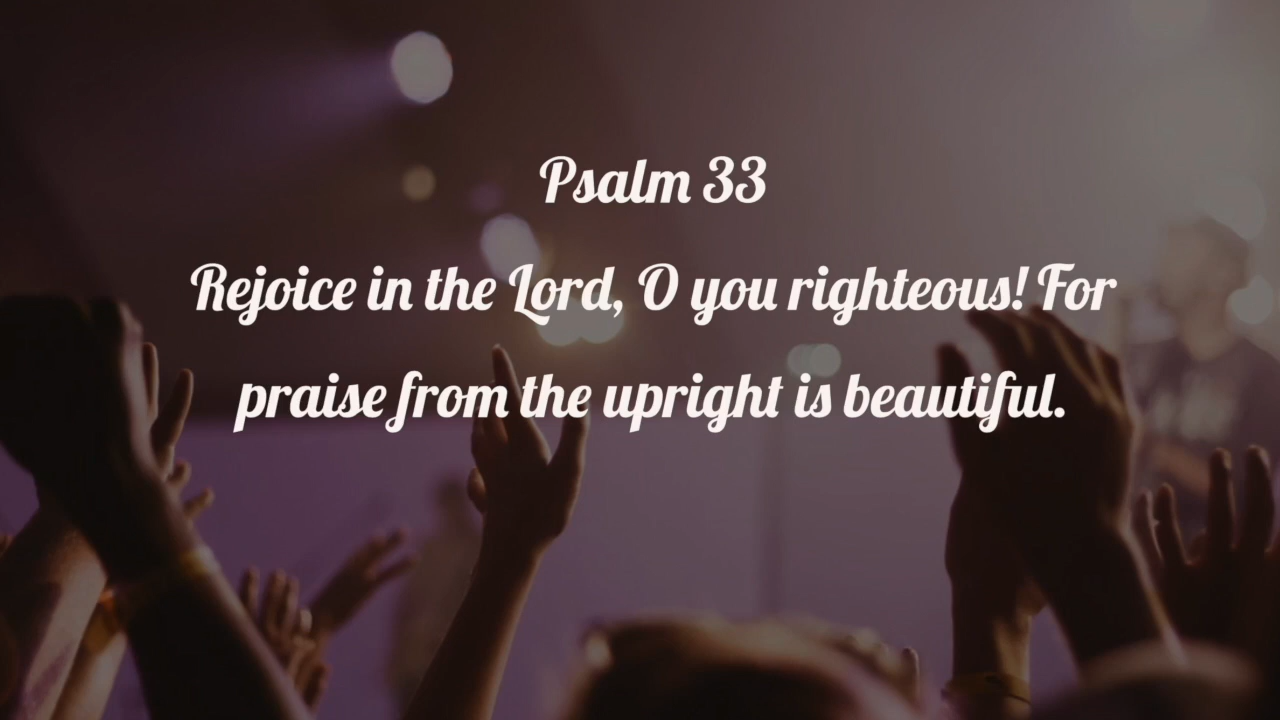 Psalm 33
Rejoice in the Lord, O you righteous! For
praise from the upright is beautiful.